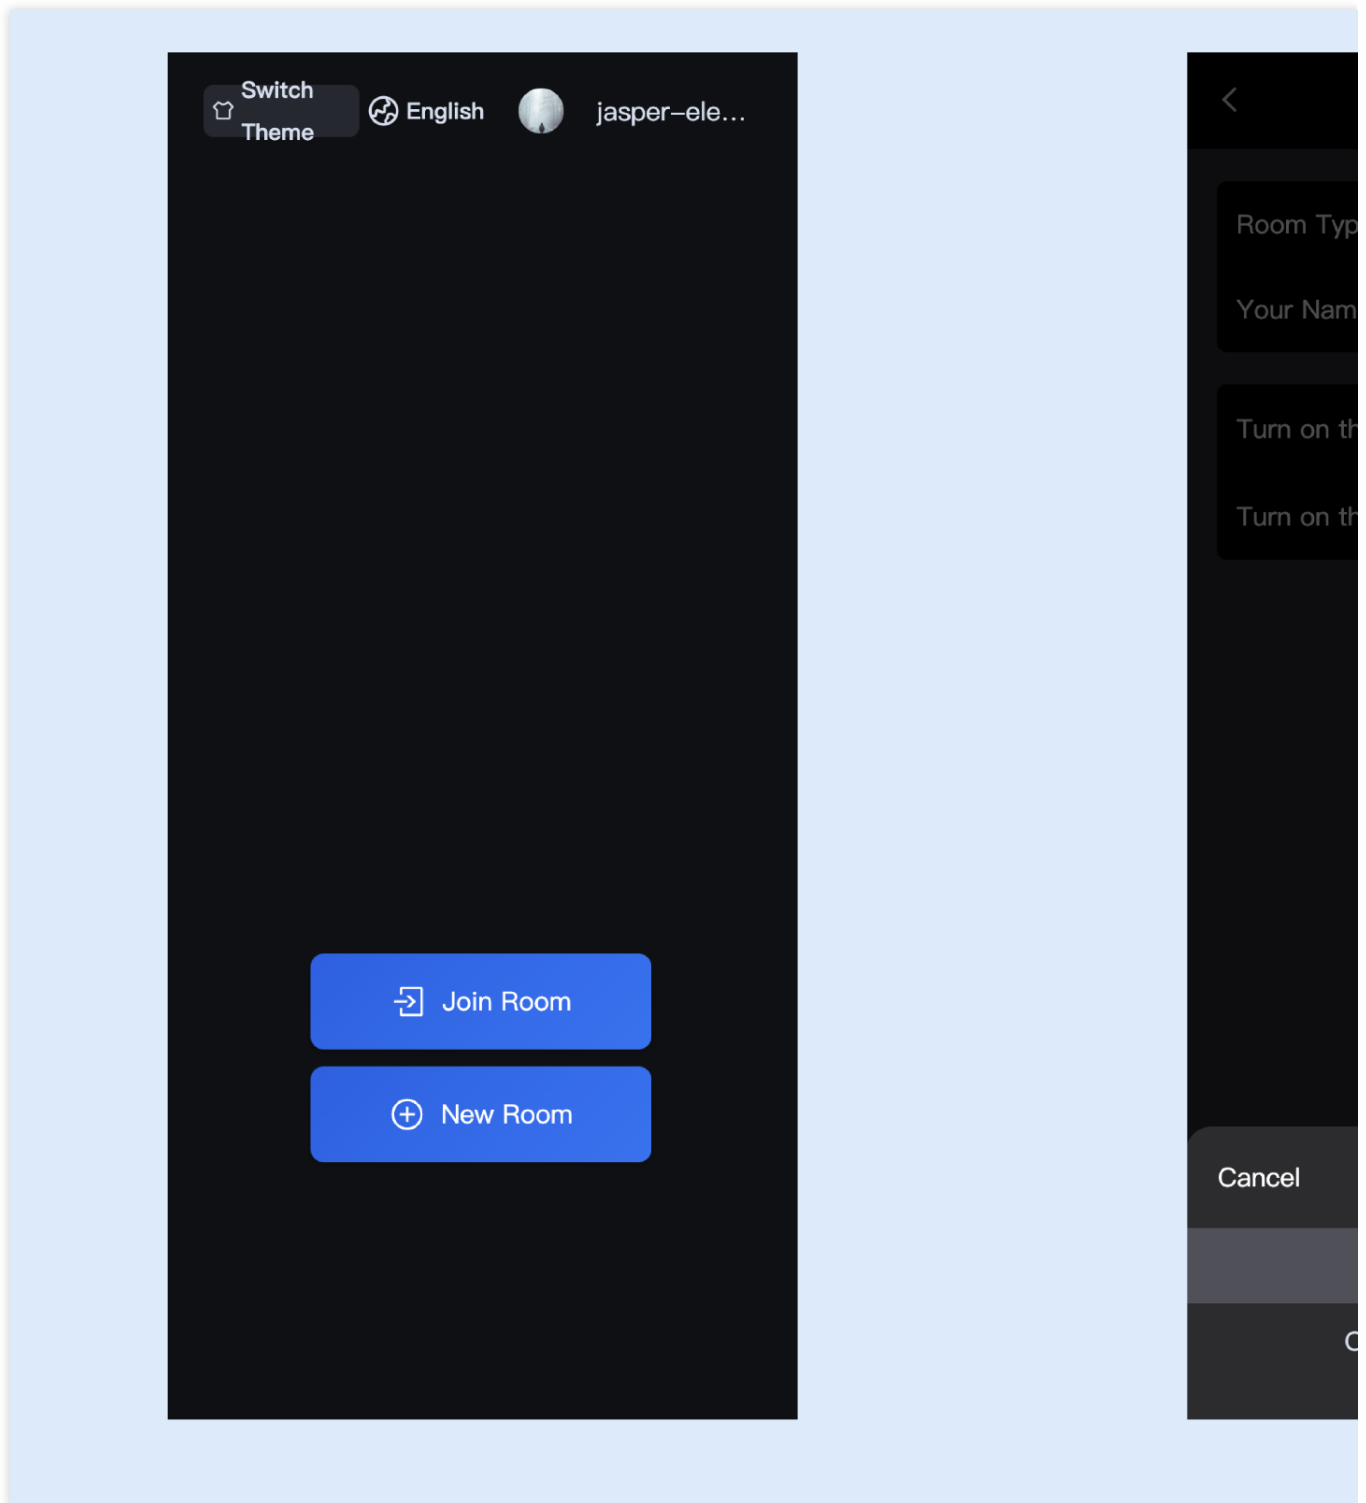 Switch
Theme
English
jasper-ele...
Join Room
New Room
Room Typ
Your Nam
Turn on th
Turn on th
Cancel